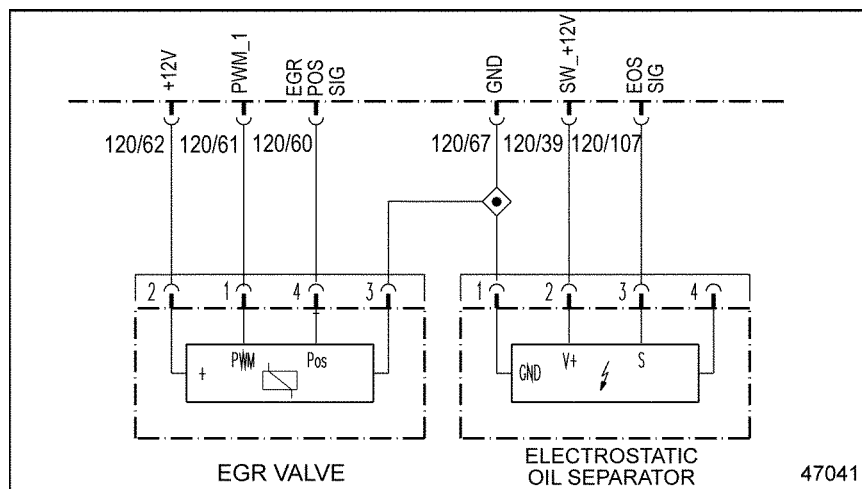 +12V
PWM_1
EGR
POS
SIG
GND
SW_+12V
EOS
SIG
120/62
120/61
120/60
120/67
120/39
120/107
2
1
4
3
1
2
3
4
+
PWM
Pos
GND
V+
S
EGR VALVE
ELECTROSTATIC
OIL SEPARATOR
47041